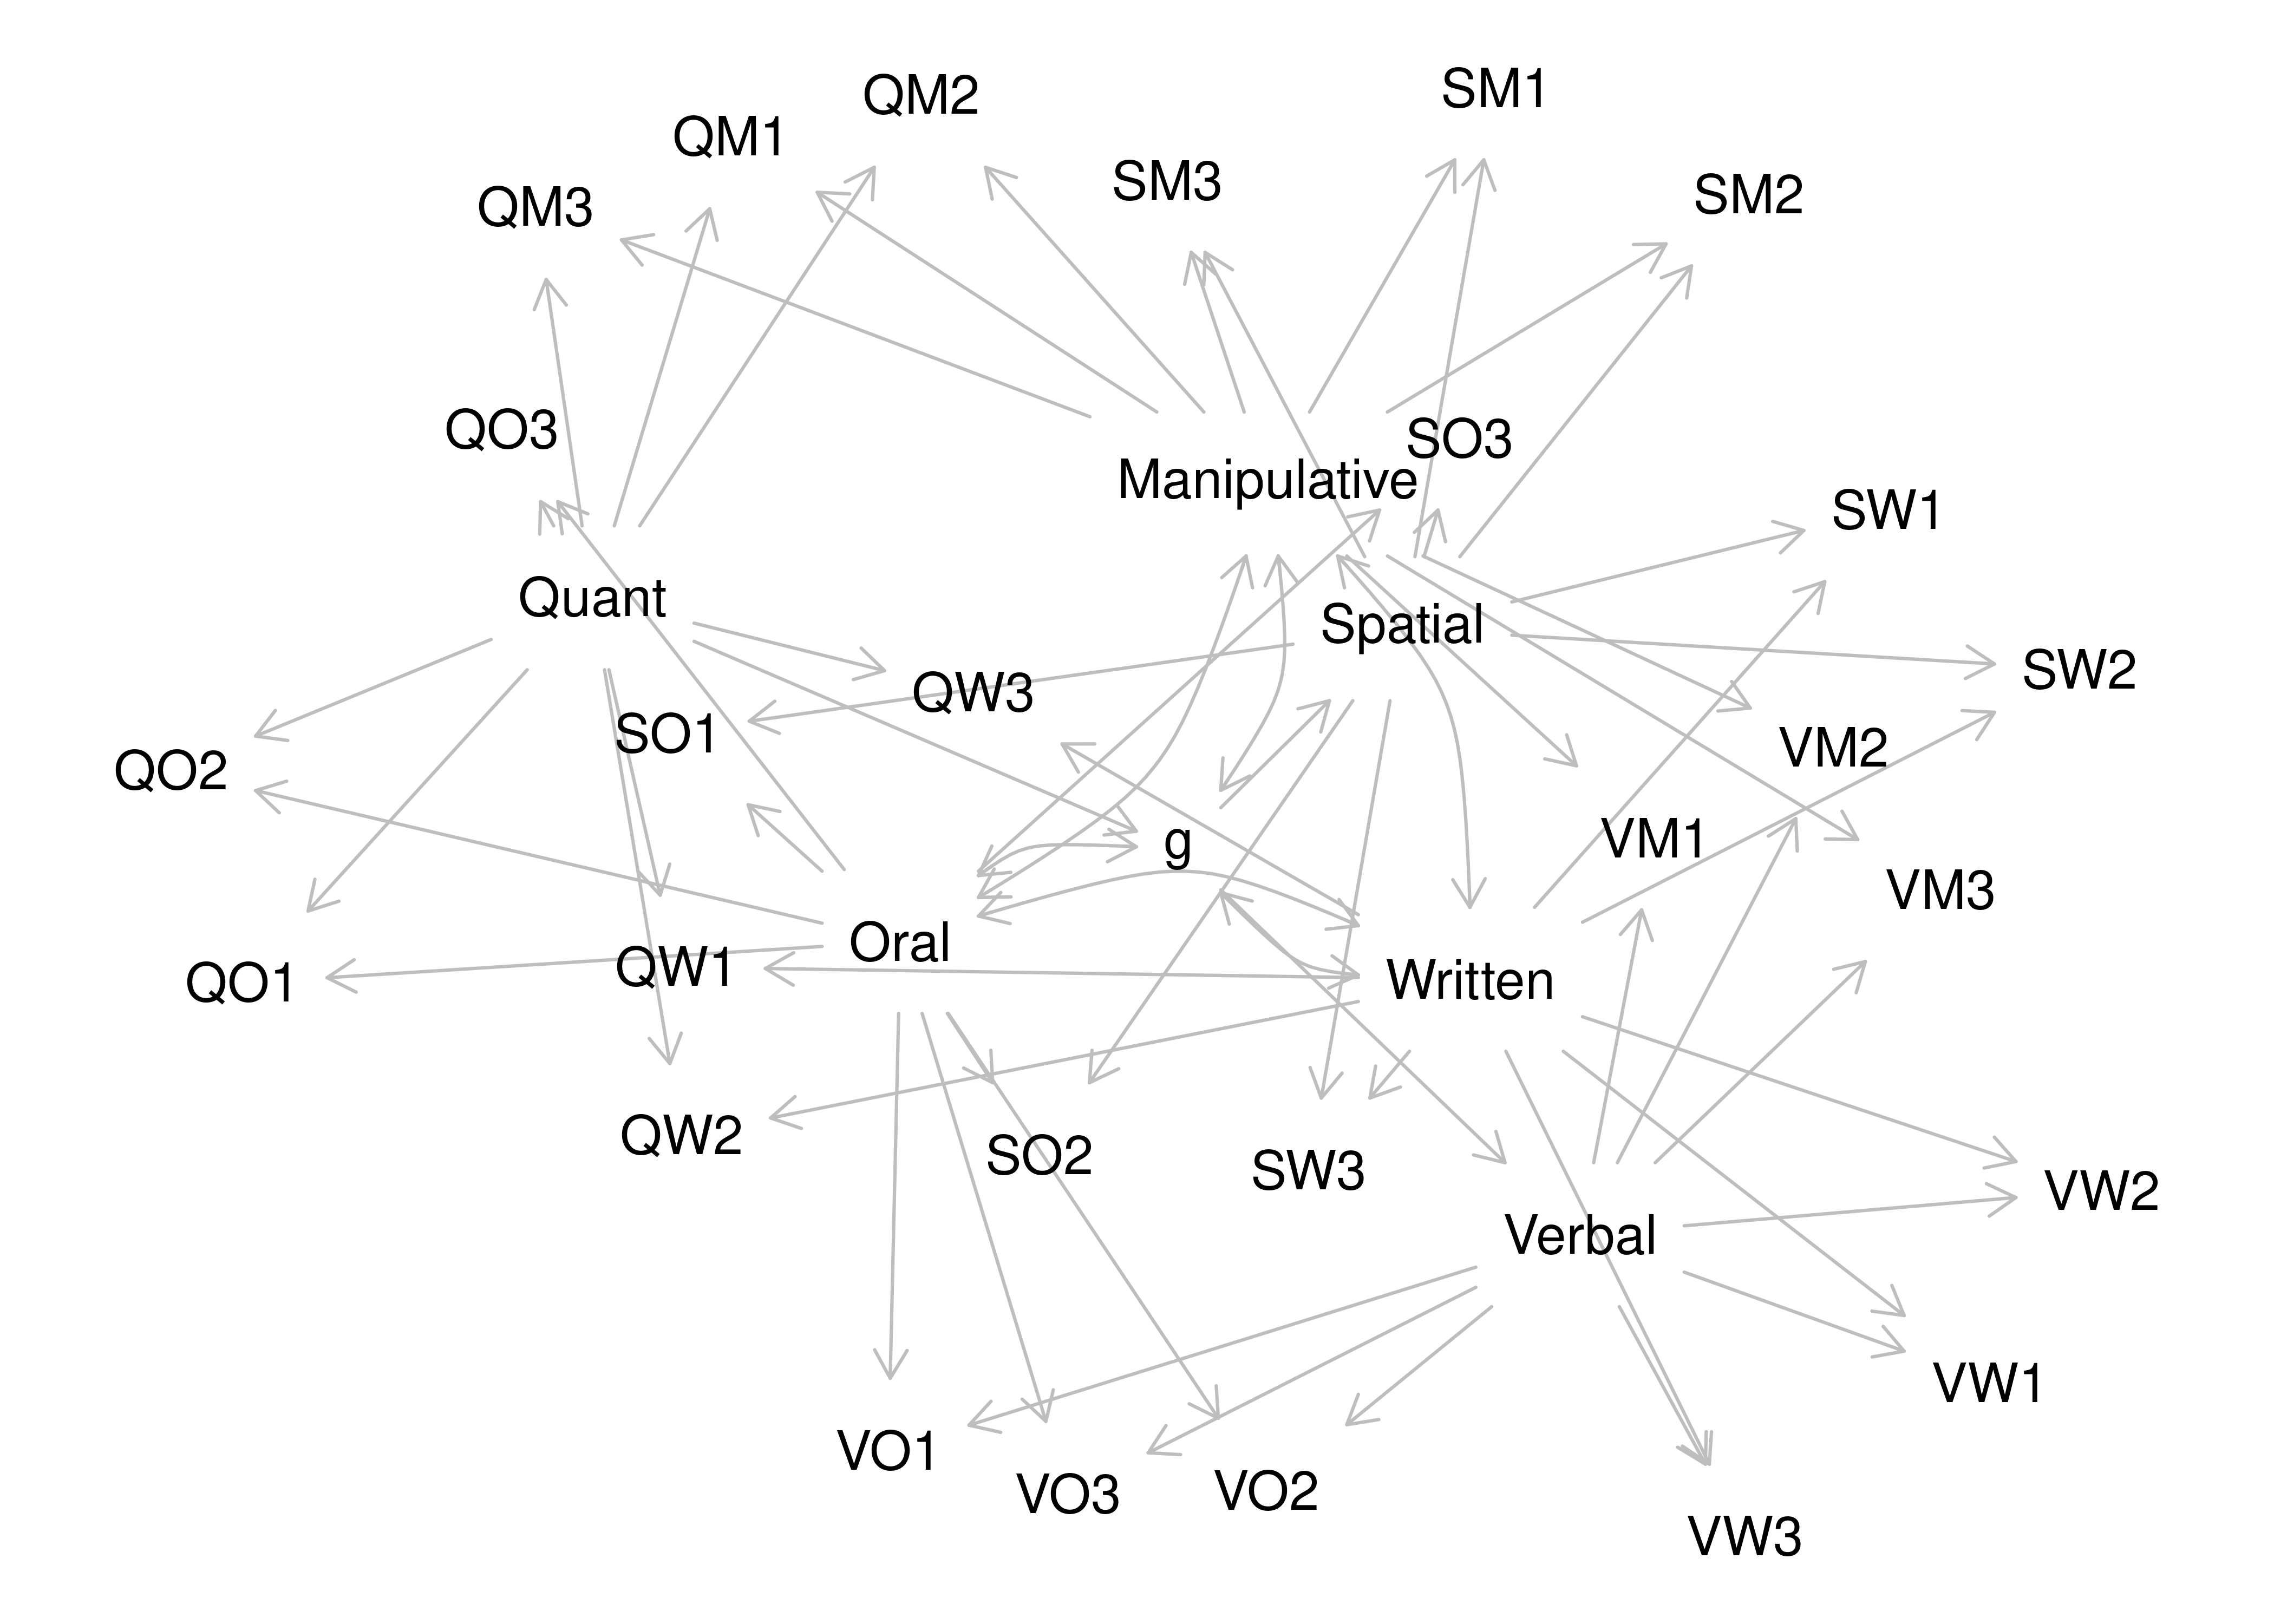 SM1
QM2
QM1
SM3
SM2
QM3
QO3
SO3
Manipulative
SW1
Quant
Spatial
SW2
QW3
SO1
VM2
QO2
VM1
g
VM3
Oral
QW1
Written
QO1
QW2
SO2
SW3
VW2
Verbal
VW1
VO1
VO2
VO3
VW3